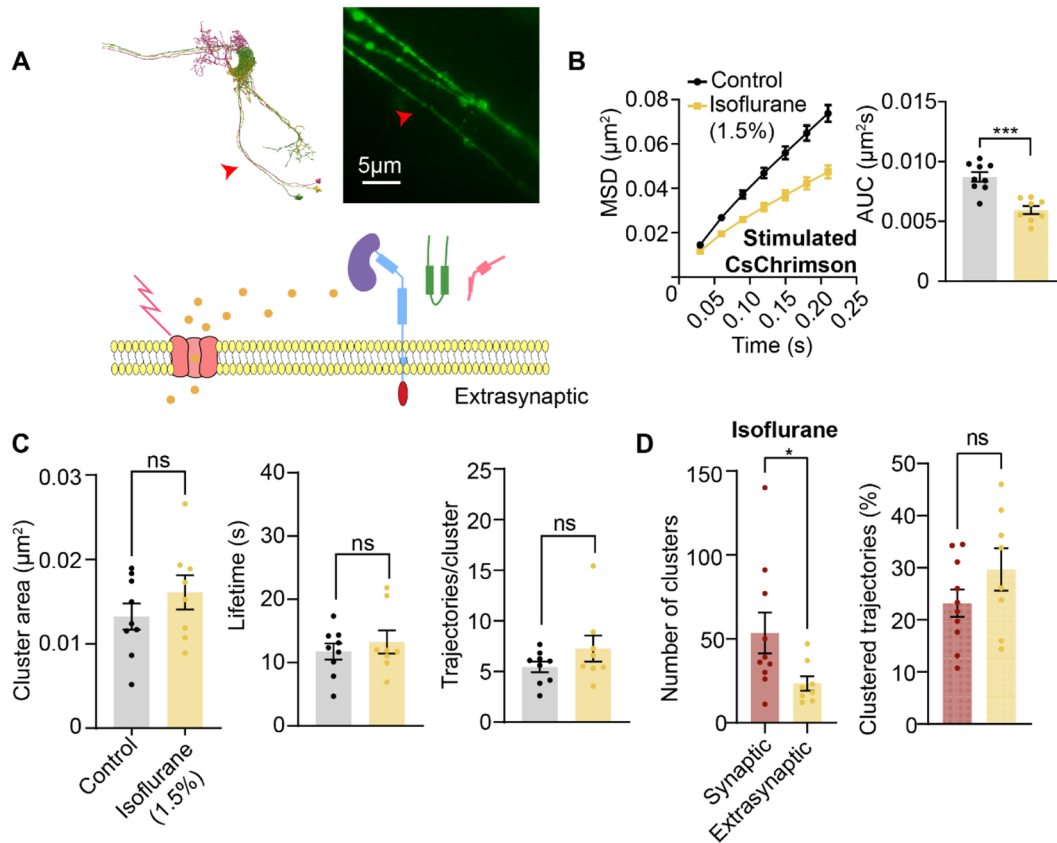 A
5µm
Extrasynaptic
B
Control
Isoflurane
(1.5%)
MSD (µm²)
0.08
0.06
0.04
0.02
0
0.05
0.10
0.15
0.20
0.25
Time (s)
Stimulated
CsChrimson
AUC (µm²s)
0.015
0.010
0.005
0
***
C
Cluster area (µm²)
0.03
0.02
0.01
0
ns
Control
Isoflurane
(1.5%)
Lifetime (s)
40
30
20
10
0
ns
Trajectories/cluster
25
20
15
10
5
0
ns
D
Isoflurane
*
Number of clusters
150
100
50
0
Synaptic
Extrasynaptic
Clustered trajectories (%)
50
40
30
20
10
0
ns